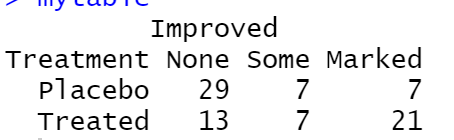 > mytable
Improved
Treatment None Some Marked
Placebo 29 7 7
Treated 13 7 21